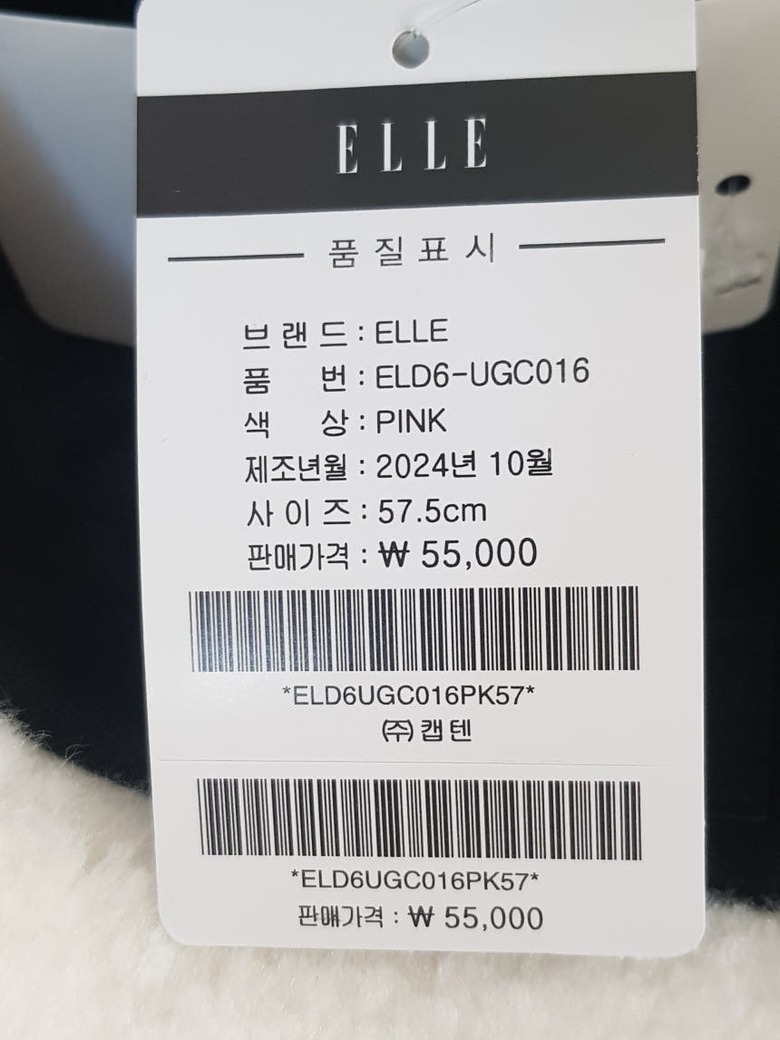 ELLE
품질표시
브랜드 : ELLE
품 번 : ELD6-UGC016
색 상 : PINK
제조년월 : 2024년 10월
사이즈 : 57.5cm
판매가격 : ₩ 55,000
*ELD6UGC016PK57*
㈜캡텐
*ELD6UGC016PK57*
판매가격 : ₩ 55,000